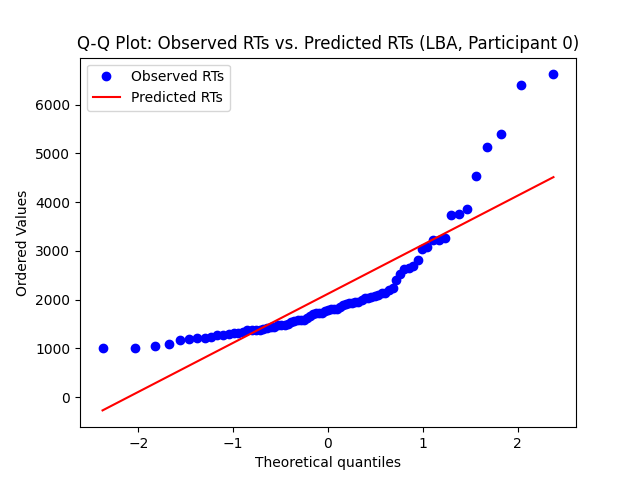 Q-Q Plot: Observed RTs vs. Predicted RTs (LBA, Participant 0)
Observed RTs
Predicted RTs
6000
5000
4000
3000
2000
1000
0
Ordered Values
−2 −1 0 1 2
Theoretical quantiles